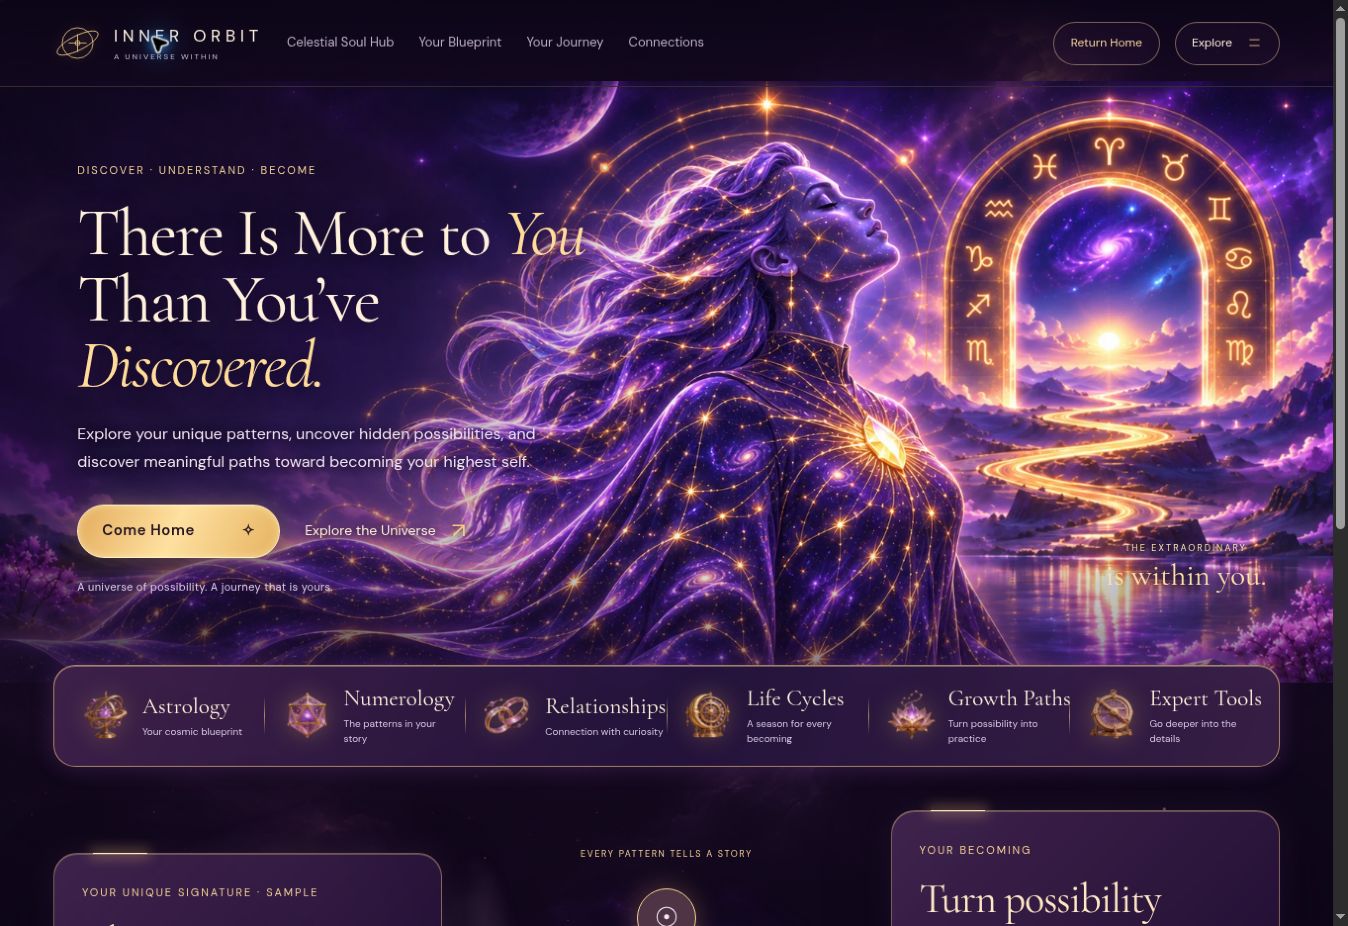 INNER ORBIT
A UNIVERSE WITHIN
Celestial Soul Hub
Your Blueprint
Your Journey
Connections
Return Home
Explore
DISCOVER · UNDERSTAND · BECOME
There Is More to You
Than You’ve
Discovered.
Explore your unique patterns, uncover hidden possibilities, and
discover meaningful paths toward becoming your highest self.
Come Home
Explore the Universe
A universe of possibility. A journey that is yours.
THE EXTRAORDINARY
is within you.
Astrology
Your cosmic blueprint
Numerology
The patterns in your
story
Relationships
Connection with curiosity
Life Cycles
A season for every
becoming
Growth Paths
Turn possibility into
practice
Expert Tools
Go deeper into the
details
YOUR UNIQUE SIGNATURE · SAMPLE
EVERY PATTERN TELLS A STORY
YOUR BECOMING
Turn possibility